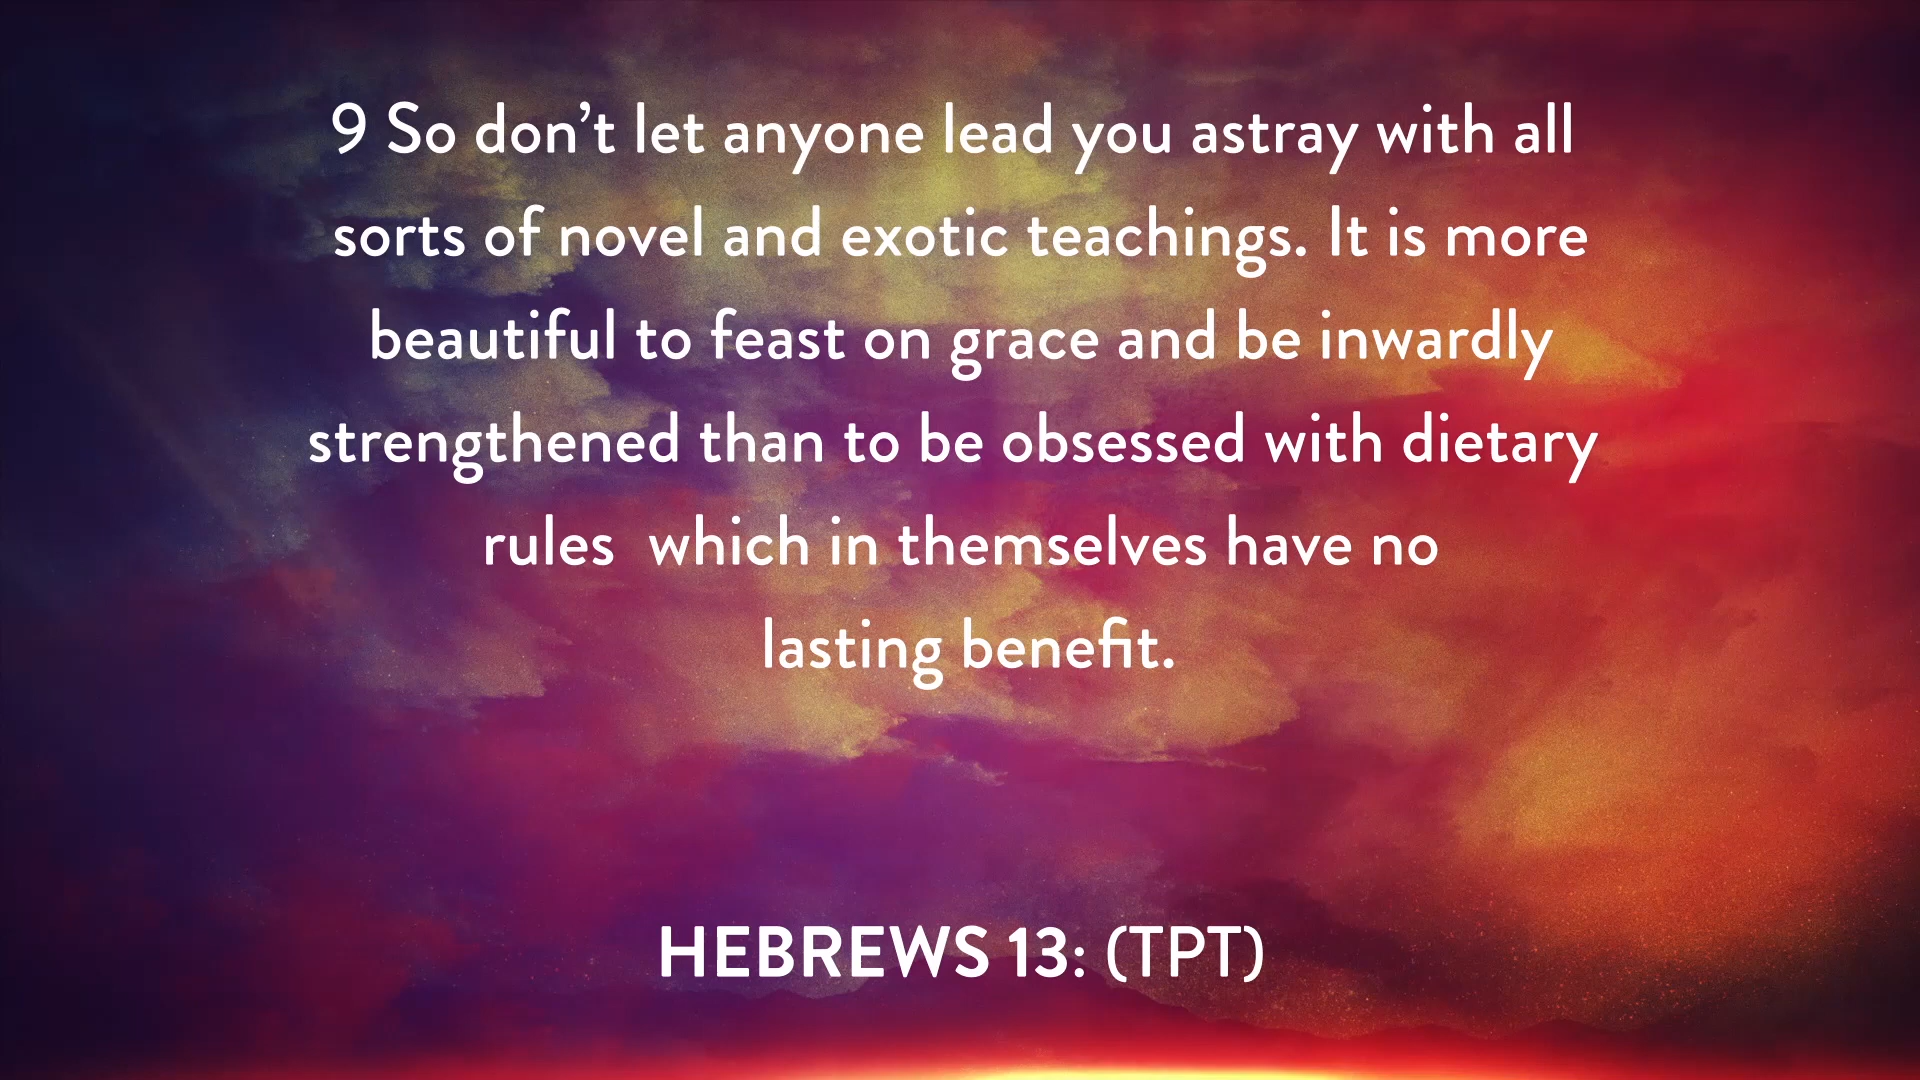 9 So don’t let anyone lead you astray with all
sorts of novel and exotic teachings. It is more
beautiful to feast on grace and be inwardly
strengthened than to be obsessed with dietary
rules  which in themselves have no
lasting benefit.
HEBREWS 13: (TPT)